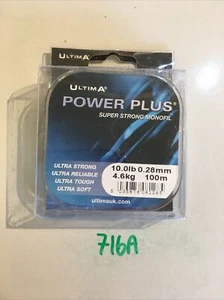 ULTIMA
ULTIMA
POWER PLUS®
SUPER STRONG MONOFIL
ULTRA STRONG
ULTRA RELIABLE
ULTRA TOUGH
ULTRA SOFT
10.0lb 0.28mm
4.6kg 100m
ultimauk.com
716A